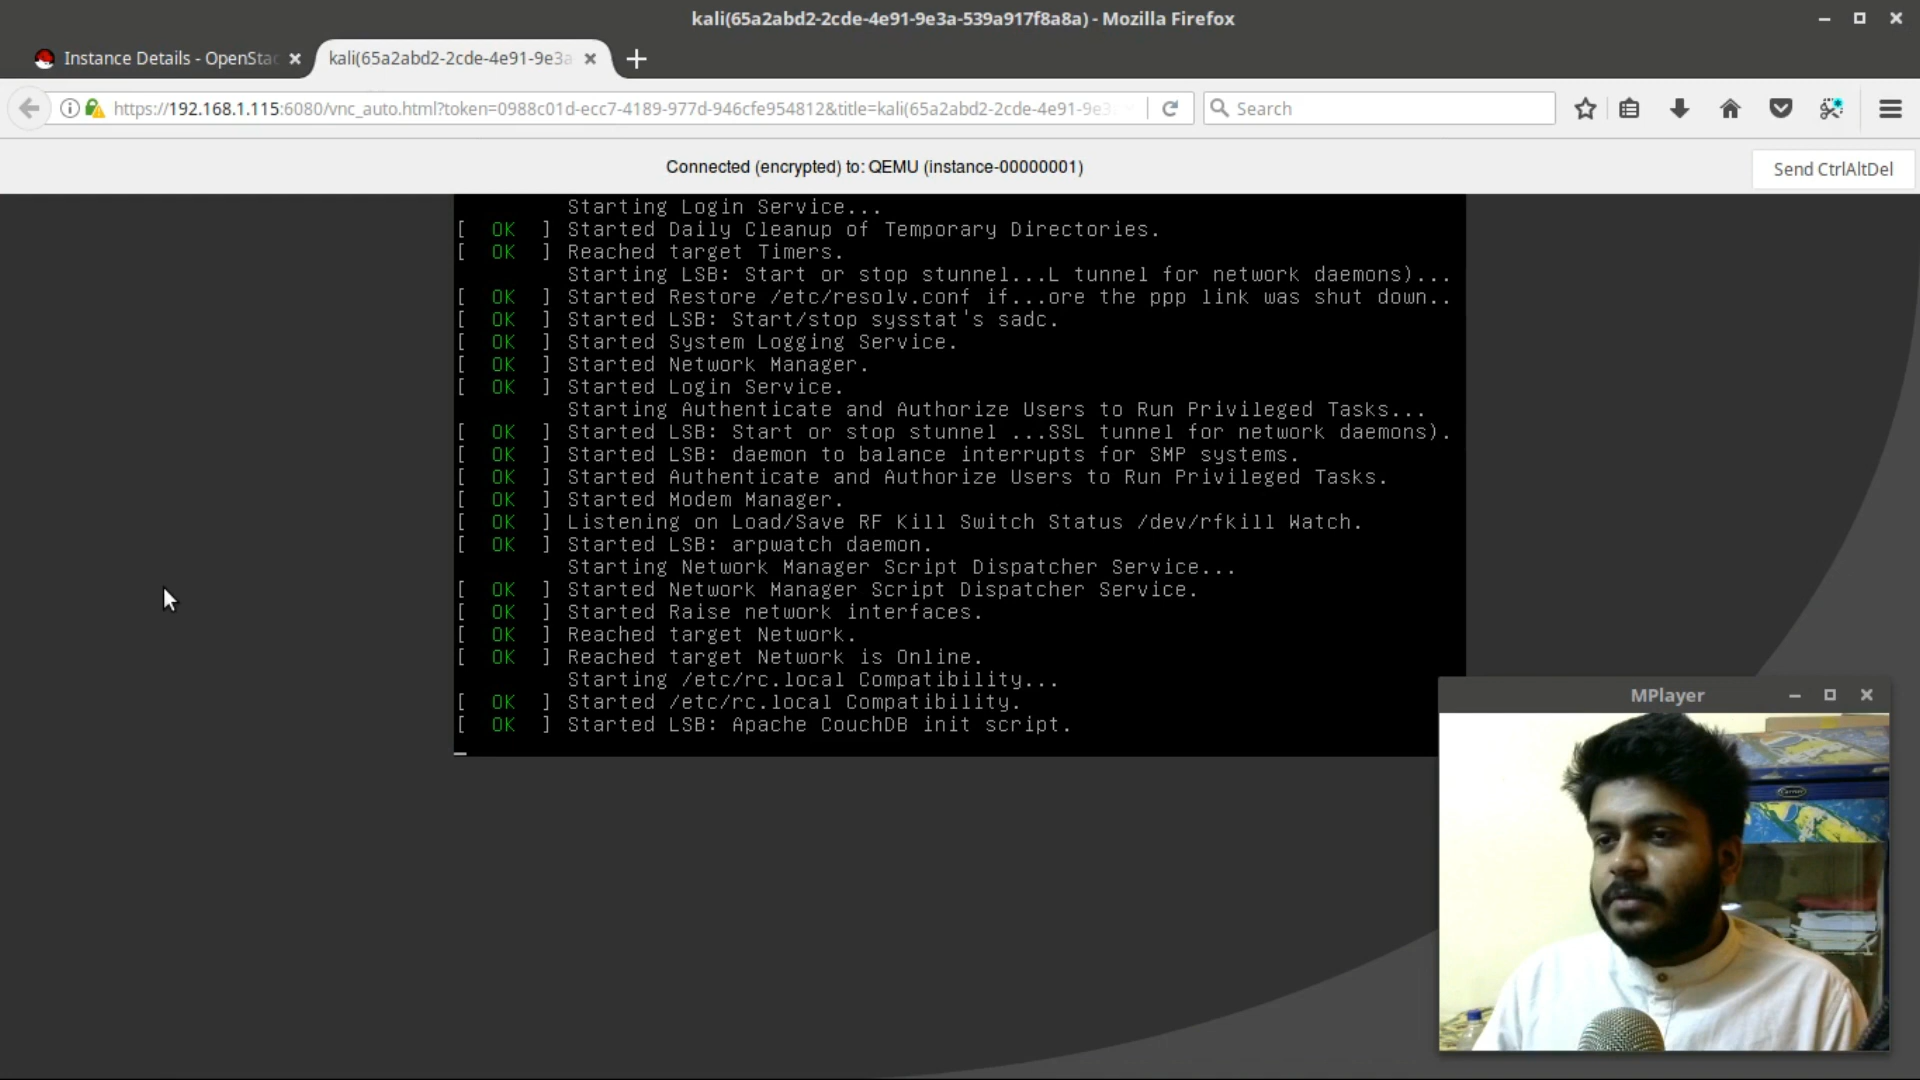 kali(65a2abd2-2cde-4e91-9e3a-539a917f8a8a) - Mozilla Firefox
Instance Details - OpenStac
kali(65a2abd2-2cde-4e91-9e3a
https://192.168.1.115:6080/vnc_auto.html?token=0988c01d-ecc7-4189-977d-946cfe954812&title=kali(65a2abd2-2cde-4e91-9e3
Search
Connected (encrypted) to: QEMU (instance-00000001)
Send CtrlAltDel
Starting Login Service...
[ OK ] Started Daily Cleanup of Temporary Directories.
[ OK ] Reached target Timers.
Starting LSB: Start or stop stunnel...L tunnel for network daemons)...
[ OK ] Started Restore /etc/resolv.conf if...ore the ppp link was shut down..
[ OK ] Started LSB: Start/stop sysstat's sadc.
[ OK ] Started System Logging Service.
[ OK ] Started Network Manager.
[ OK ] Started Login Service.
Starting Authenticate and Authorize Users to Run Privileged Tasks...
[ OK ] Started LSB: Start or stop stunnel ...SSL tunnel for network daemons).
[ OK ] Started LSB: daemon to balance interrupts for SMP systems.
[ OK ] Started Authenticate and Authorize Users to Run Privileged Tasks.
[ OK ] Started Modem Manager.
[ OK ] Listening on Load/Save RF Kill Switch Status /dev/rfkill Watch.
[ OK ] Started LSB: arpwatch daemon.
Starting Network Manager Script Dispatcher Service...
[ OK ] Started Network Manager Script Dispatcher Service.
[ OK ] Started Raise network interfaces.
[ OK ] Reached target Network.
[ OK ] Reached target Network is Online.
Starting /etc/rc.local Compatibility...
[ OK ] Started /etc/rc.local Compatibility.
[ OK ] Started LSB: Apache CouchDB init script.
MPlayer